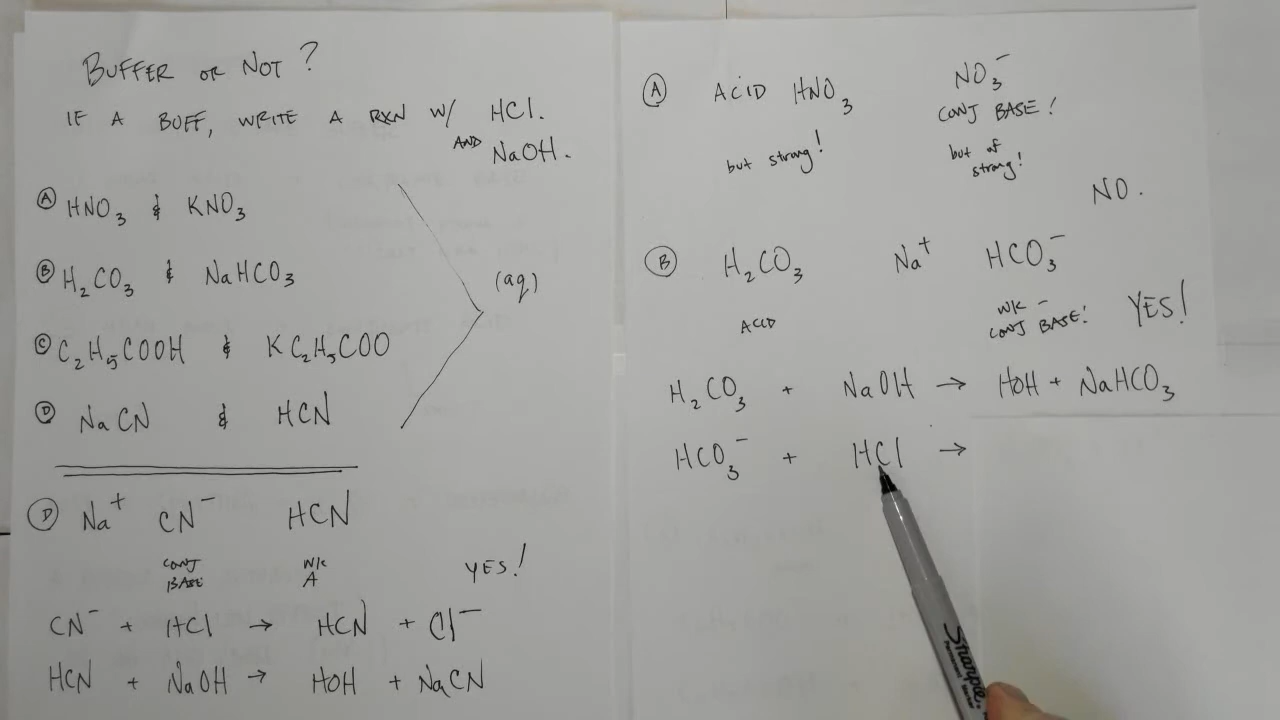 BUFFER OR NOT?
IF A BUFF, WRITE A RXN W/ HCl.
AND NaOH.
Ⓐ HNO₃ & KNO₃
Ⓑ H₂CO₃ & NaHCO₃
(aq)
Ⓒ C₂H₅COOH & KC₂H₅COO
Ⓓ NaCN & HCN
Ⓓ Na⁺ CN⁻ HCN
CONJ BASE WK A YES!
CN⁻ + HCl → HCN + Cl⁻
HCN + NaOH → HOH + NaCN
Ⓐ ACID HNO₃ NO₃⁻
CONJ BASE!
but strong! but of strong!
NO.
Ⓑ H₂CO₃ Na⁺ HCO₃⁻
ACID WK – CONJ BASE! YES!
H₂CO₃ + NaOH → HOH + NaHCO₃
HCO₃⁻ + HCl →
Sharpie.